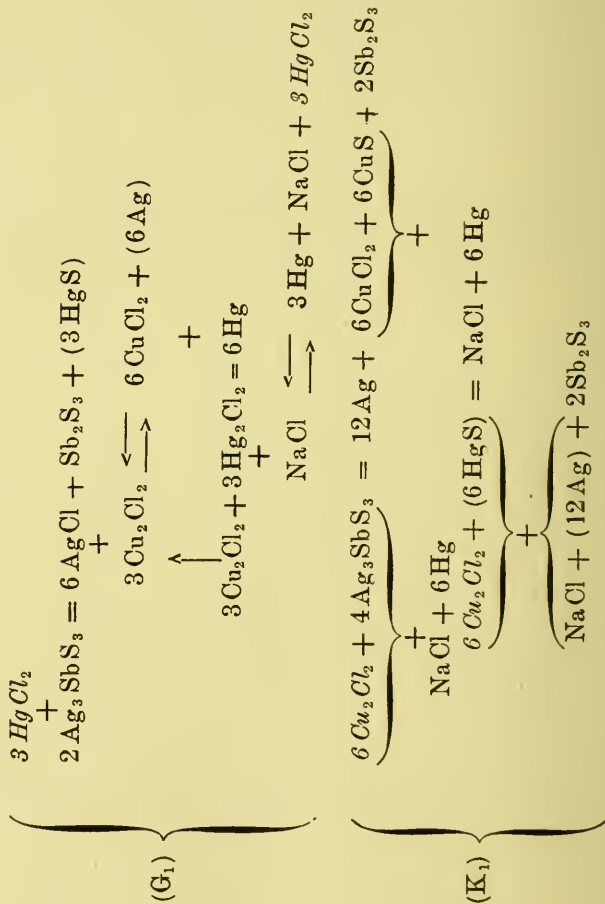 3 HgCl₂
+
2 Ag₃SbS₃ = 6 AgCl + Sb₂S₃ + (3 HgS)
+
3 Cu₂Cl₂ ⇄ 6 CuCl₂ + (6 Ag)
↑ +
3 Cu₂Cl₂ + 3 Hg₂Cl₂ = 6 Hg
+
NaCl ⇄ 3 Hg + NaCl + 3 HgCl₂
(G₁)
6 Cu₂Cl₂ + 4 Ag₃SbS₃ = 12 Ag + 6 CuCl₂ + 6 CuS + 2 Sb₂S₃
+ +
NaCl + 6 Hg
6 Cu₂Cl₂ + (6 HgS) = NaCl + 6 Hg
+
NaCl + (12 Ag) + 2 Sb₂S₃
(K₁)